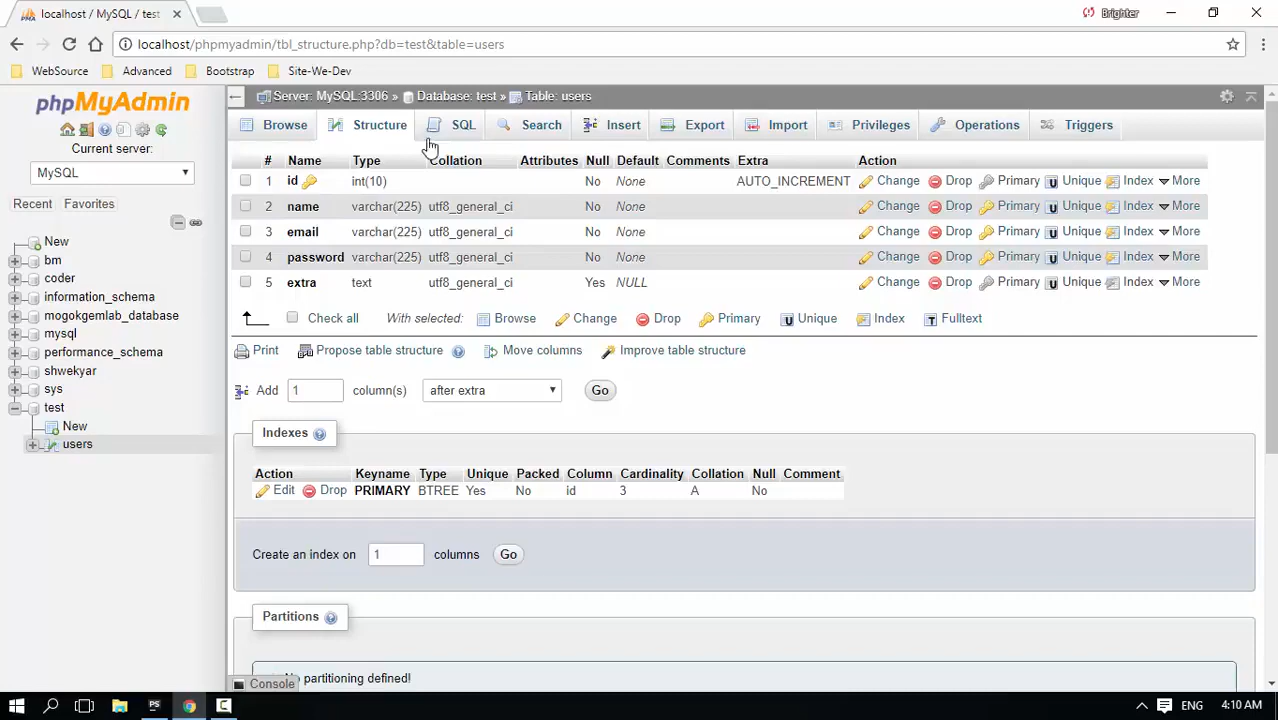 localhost / MySQL / test
Brighter
localhost/phpmyadmin/tbl_structure.php?db=test&table=users
WebSource Advanced Bootstrap Site-We-Dev
phpMyAdmin
Current server:
MySQL
Recent Favorites
New
bm
coder
information_schema
mogokgemlab_database
mysql
performance_schema
shwekyar
sys
test
New
users
Server: MySQL:3306 » Database: test » Table: users
Browse Structure SQL Search Insert Export Import Privileges Operations Triggers
# Name Type Collation Attributes Null Default Comments Extra Action
1 id int(10) No None AUTO_INCREMENT Change Drop Primary Unique Index More
2 name varchar(225) utf8_general_ci No None Change Drop Primary Unique Index More
3 email varchar(225) utf8_general_ci No None Change Drop Primary Unique Index More
4 password varchar(225) utf8_general_ci No None Change Drop Primary Unique Index More
5 extra text utf8_general_ci Yes NULL Change Drop Primary Unique Index More
Check all With selected: Browse Change Drop Primary Unique Index Fulltext
Print Propose table structure Move columns Improve table structure
Add 1 column(s) after extra Go
Indexes
Action Keyname Type Unique Packed Column Cardinality Collation Null Comment
Edit Drop PRIMARY BTREE Yes No id 3 A No
Create an index on 1 columns Go
Partitions
No partitioning defined!
Console
ENG 4:10 AM